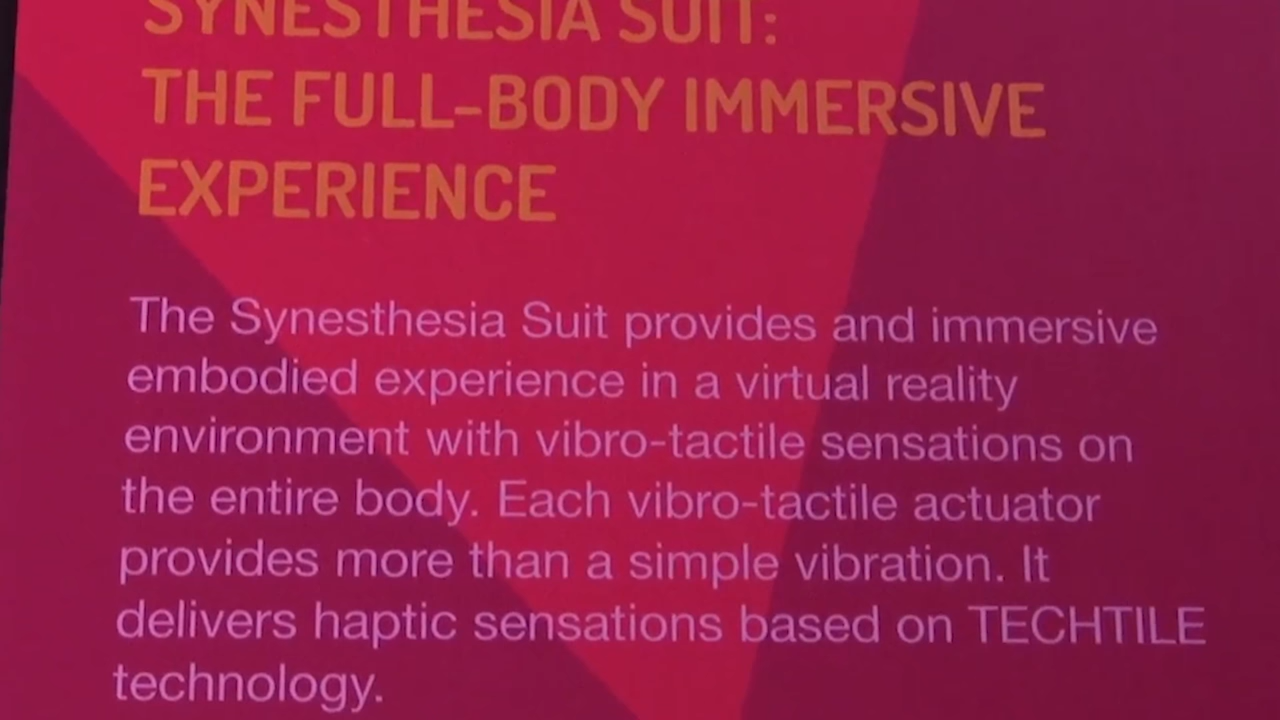 SYNESTHESIA SUIT:
THE FULL-BODY IMMERSIVE
EXPERIENCE
The Synesthesia Suit provides and immersive
embodied experience in a virtual reality
environment with vibro-tactile sensations on
the entire body. Each vibro-tactile actuator
provides more than a simple vibration. It
delivers haptic sensations based on TECHTILE
technology.